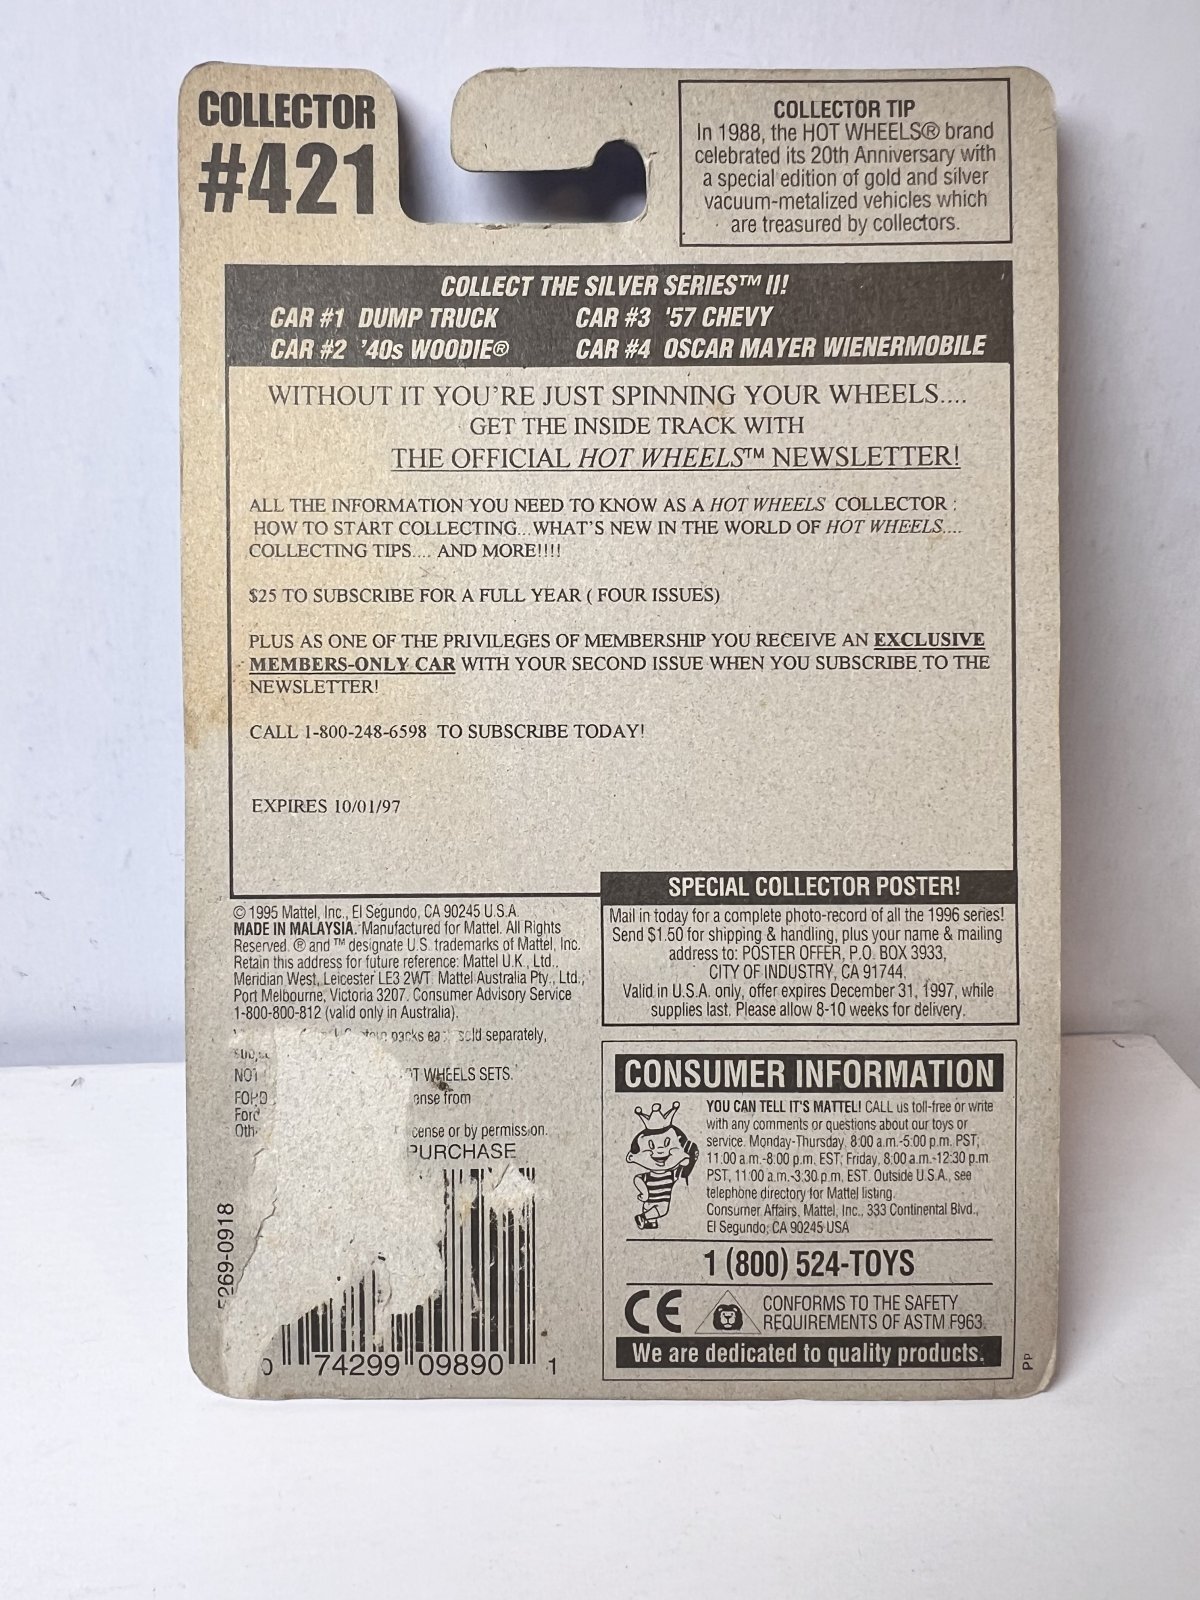 COLLECTOR
#421
COLLECTOR TIP
In 1988, the HOT WHEELS® brand
celebrated its 20th Anniversary with
a special edition of gold and silver
vacuum-metalized vehicles which
are treasured by collectors.
COLLECT THE SILVER SERIES™ II!
CAR #1 DUMP TRUCK
CAR #2 '40s WOODIE®
CAR #3 '57 CHEVY
CAR #4 OSCAR MAYER WIENERMOBILE
WITHOUT IT YOU'RE JUST SPINNING YOUR WHEELS....
GET THE INSIDE TRACK WITH
THE OFFICIAL HOT WHEELS™ NEWSLETTER!
ALL THE INFORMATION YOU NEED TO KNOW AS A HOT WHEELS COLLECTOR :
HOW TO START COLLECTING...WHAT'S NEW IN THE WORLD OF HOT WHEELS....
COLLECTING TIPS.... AND MORE!!!!
$25 TO SUBSCRIBE FOR A FULL YEAR ( FOUR ISSUES)
PLUS AS ONE OF THE PRIVILEGES OF MEMBERSHIP YOU RECEIVE AN EXCLUSIVE
MEMBERS-ONLY CAR WITH YOUR SECOND ISSUE WHEN YOU SUBSCRIBE TO THE
NEWSLETTER!
CALL 1-800-248-6598 TO SUBSCRIBE TODAY!
EXPIRES 10/01/97
© 1995 Mattel, Inc., El Segundo, CA 90245 U.S.A.
MADE IN MALAYSIA. Manufactured for Mattel. All Rights
Reserved. ® and ™ designate U.S. trademarks of Mattel, Inc.
Retain this address for future reference: Mattel U.K., Ltd.,
Meridian West, Leicester LE3 2WT. Mattel Australia Pty., Ltd.,
Port Melbourne, Victoria 3207. Consumer Advisory Service
1-800-800-812 (valid only in Australia).
packs sold separately,
WHEELS SETS.
FORD from
Ford
or by permission.
PURCHASE
5269-0918
0 74299 09890 1
SPECIAL COLLECTOR POSTER!
Mail in today for a complete photo-record of all the 1996 series!
Send $1.50 for shipping & handling, plus your name & mailing
address to: POSTER OFFER, P.O. BOX 3933,
CITY OF INDUSTRY, CA 91744.
Valid in U.S.A. only, offer expires December 31, 1997, while
supplies last. Please allow 8-10 weeks for delivery.
CONSUMER INFORMATION
YOU CAN TELL IT'S MATTEL! CALL us toll-free or write
with any comments or questions about our toys or
service. Monday-Thursday, 8:00 a.m.-5:00 p.m. PST;
11:00 a.m.-8:00 p.m. EST; Friday, 8:00 a.m.-12:30 p.m.
PST, 11:00 a.m.-3:30 p.m. EST. Outside U.S.A., see
telephone directory for Mattel listing.
Consumer Affairs, Mattel, Inc., 333 Continental Blvd.,
El Segundo, CA 90245 USA
1 (800) 524-TOYS
CE
CONFORMS TO THE SAFETY
REQUIREMENTS OF ASTM F963.
We are dedicated to quality products.
PP